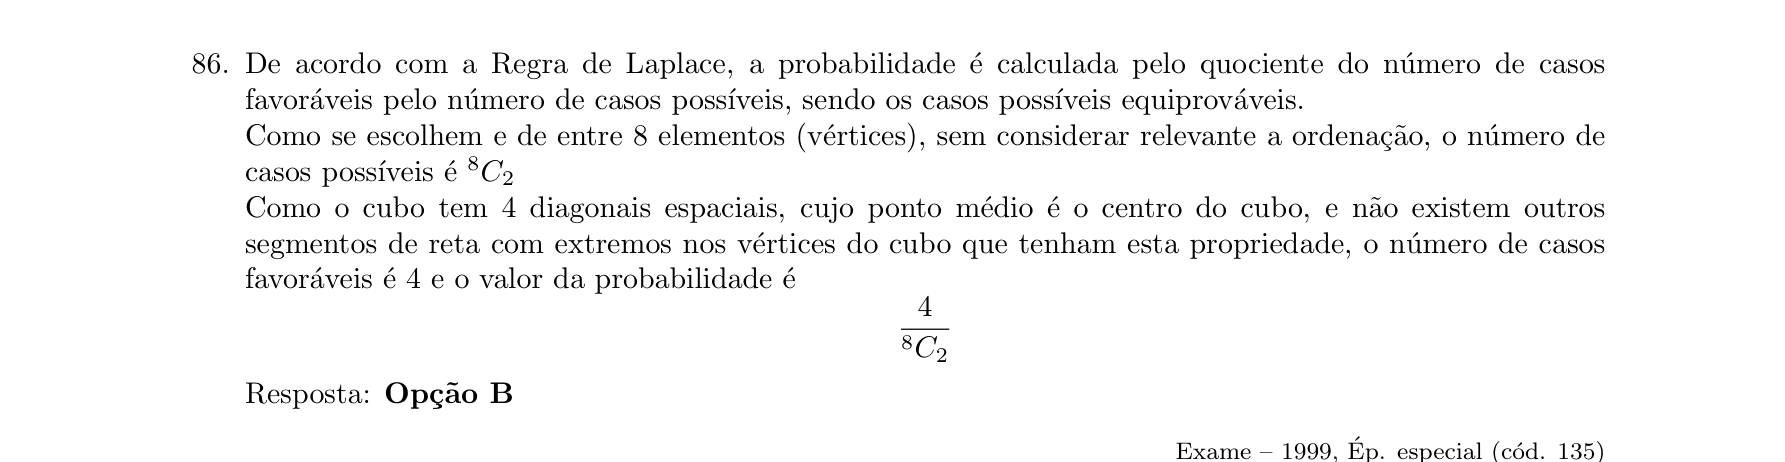 86. De acordo com a Regra de Laplace, a probabilidade é calculada pelo quociente do número de casos
favoráveis pelo número de casos possíveis, sendo os casos possíveis equiprováveis.
Como se escolhem e de entre 8 elementos (vértices), sem considerar relevante a ordenação, o número de
casos possíveis é ⁸C₂
Como o cubo tem 4 diagonais espaciais, cujo ponto médio é o centro do cubo, e não existem outros
segmentos de reta com extremos nos vértices do cubo que tenham esta propriedade, o número de casos
favoráveis é 4 e o valor da probabilidade é
4
⁸C₂
Resposta: Opção B
Exame – 1999, Ép. especial (cód. 135)